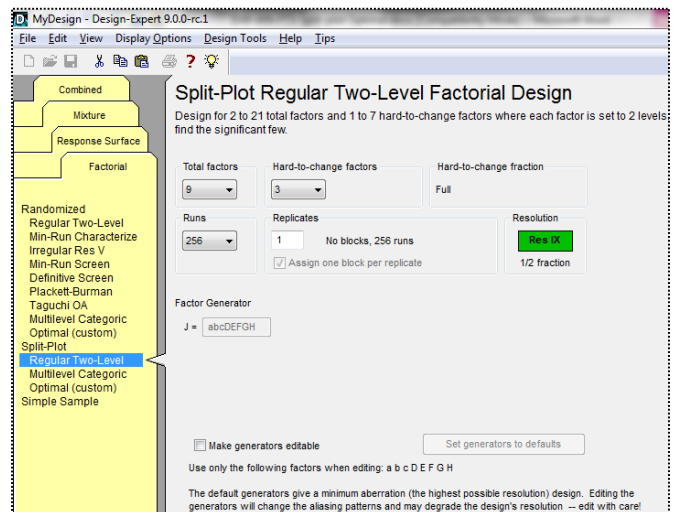 MyDesign - Design-Expert 9.0.0-rc.1
File Edit View Display Options Design Tools Help Tips
Combined
Mixture
Response Surface
Factorial
Randomized
Regular Two-Level
Min-Run Characterize
Irregular Res V
Min-Run Screen
Definitive Screen
Plackett-Burman
Taguchi OA
Multilevel Categoric
Optimal (custom)
Split-Plot
Regular Two-Level
Multilevel Categoric
Optimal (custom)
Simple Sample
Split-Plot Regular Two-Level Factorial Design
Design for 2 to 21 total factors and 1 to 7 hard-to-change factors where each factor is set to 2 levels
find the significant few.
Total factors Hard-to-change factors Hard-to-change fraction
9 3 Full
Runs Replicates Resolution
256 1 No blocks, 256 runs Res IX
Assign one block per replicate 1/2 fraction
Factor Generator
J = abcDEFGH
Make generators editable Set generators to defaults
Use only the following factors when editing: a b c D E F G H
The default generators give a minimum aberration (the highest possible resolution) design. Editing the
generators will change the aliasing patterns and may degrade the design's resolution -- edit with care!